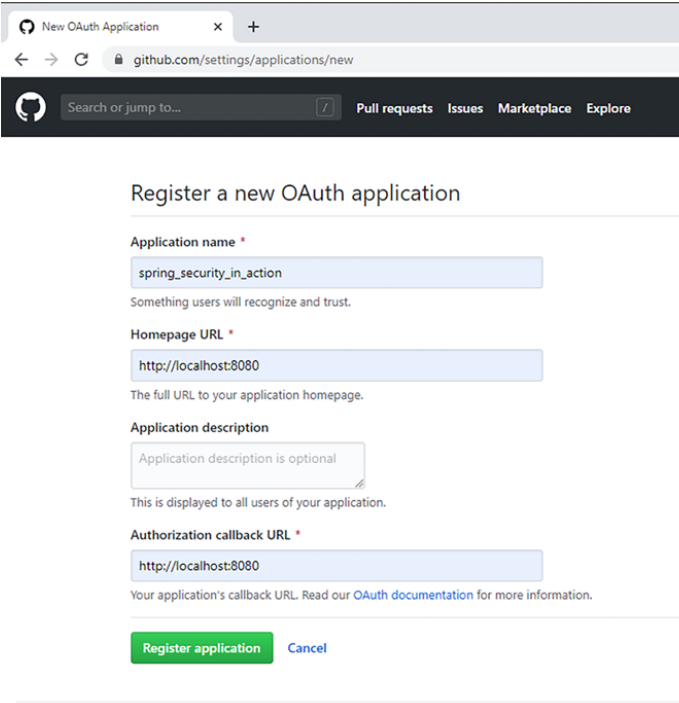 New OAuth Application
github.com/settings/applications/new
Search or jump to... / Pull requests Issues Marketplace Explore
Register a new OAuth application
Application name *
spring_security_in_action
Something users will recognize and trust.
Homepage URL *
http://localhost:8080
The full URL to your application homepage.
Application description
Application description is optional
This is displayed to all users of your application.
Authorization callback URL *
http://localhost:8080
Your application's callback URL. Read our OAuth documentation for more information.
Register application Cancel